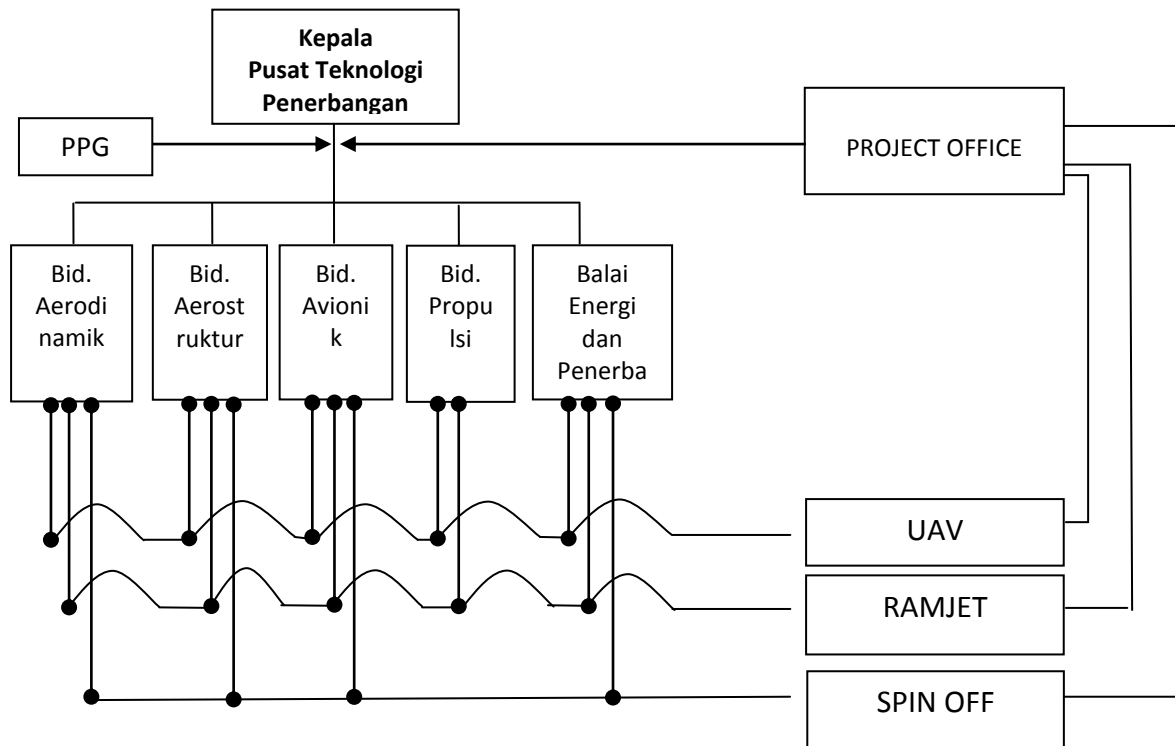 Kepala
Pusat Teknologi
Penerbangan
PPG
PROJECT OFFICE
Bid.
Aerodi
namik
Bid.
Aerost
ruktur
Bid.
Avioni
k
Bid.
Propu
lsi
Balai
Energi
dan
Penerba
UAV
RAMJET
SPIN OFF